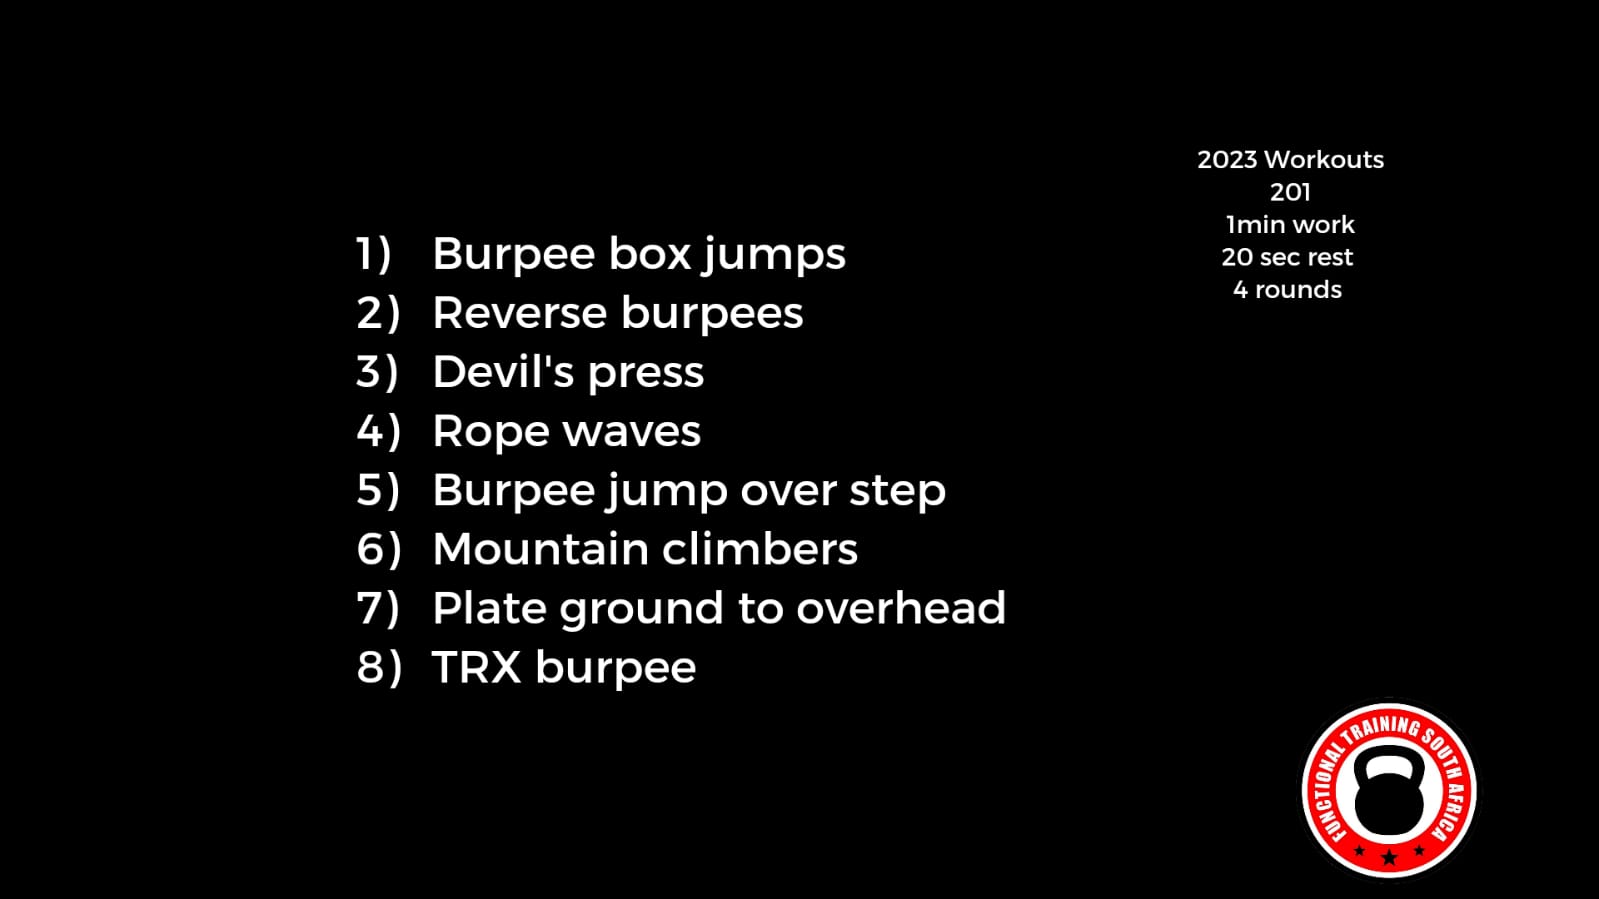 2023 Workouts
201
1min work
20 sec rest
4 rounds
1) Burpee box jumps
2) Reverse burpees
3) Devil's press
4) Rope waves
5) Burpee jump over step
6) Mountain climbers
7) Plate ground to overhead
8) TRX burpee
FUNCTIONAL TRAINING SOUTH AFRICA